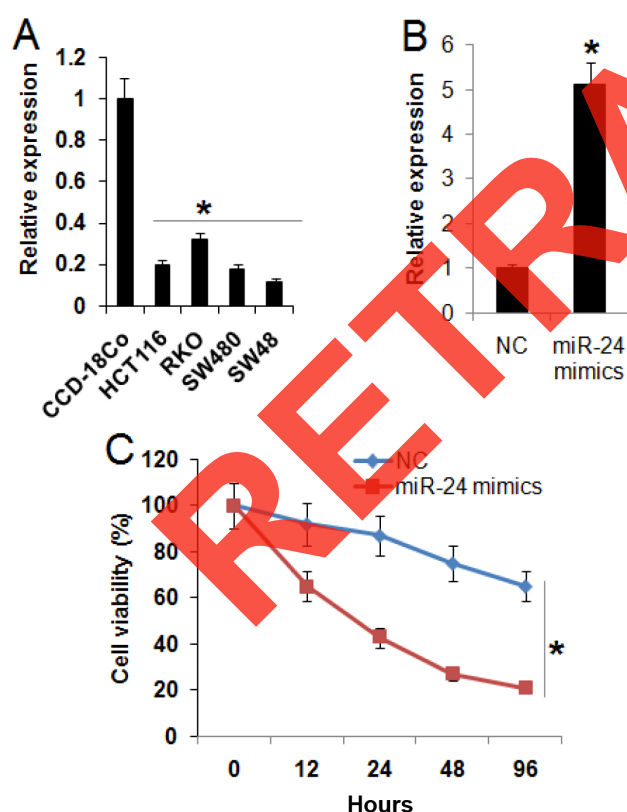 A
Relative expression
1.2
1
0.8
0.6
0.4
0.2
0
*
CCD-18Co
HCT116
RKO
SW480
SW48
B
Relative expression
6
5
4
3
2
1
0
*
NC
miR-24
mimics
C
Cell viability (%)
120
100
80
60
40
20
0
NC
miR-24 mimics
*
0 12 24 48 96
Hours
RETRA